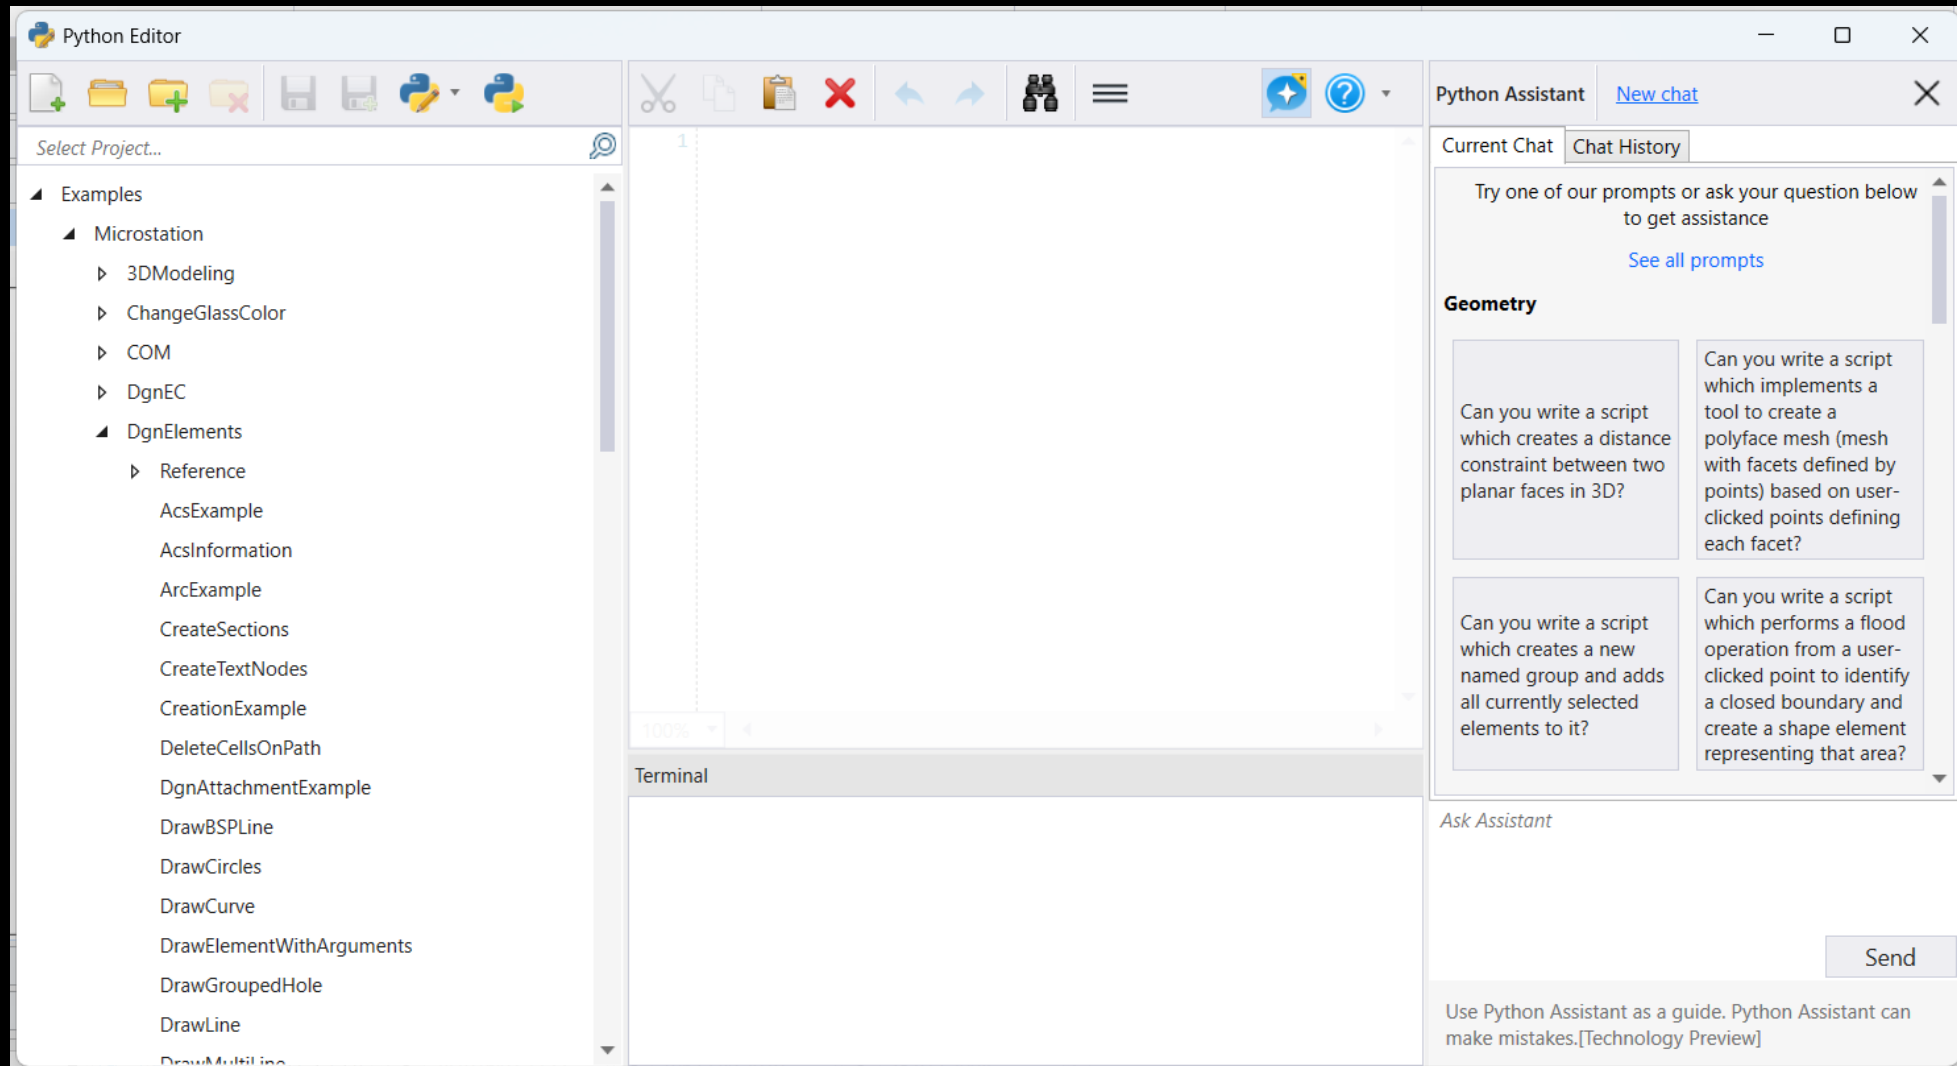 Python Editor
Select Project...
Examples
Microstation
3DModeling
ChangeGlassColor
COM
DgnEC
DgnElements
Reference
AcsExample
AcsInformation
ArcExample
CreateSections
CreateTextNodes
CreationExample
DeleteCellsOnPath
DgnAttachmentExample
DrawBSPLine
DrawCircles
DrawCurve
DrawElementWithArguments
DrawGroupedHole
DrawLine
DrawMultiLine
1
100%
Terminal
Python Assistant
New chat
Current Chat
Chat History
Try one of our prompts or ask your question below
to get assistance
See all prompts
Geometry
Can you write a script
which creates a distance
constraint between two
planar faces in 3D?
Can you write a script
which implements a
tool to create a
polyface mesh (mesh
with facets defined by
points) based on user-
clicked points defining
each facet?
Can you write a script
which creates a new
named group and adds
all currently selected
elements to it?
Can you write a script
which performs a flood
operation from a user-
clicked point to identify
a closed boundary and
create a shape element
representing that area?
Ask Assistant
Send
Use Python Assistant as a guide. Python Assistant can
make mistakes.[Technology Preview]